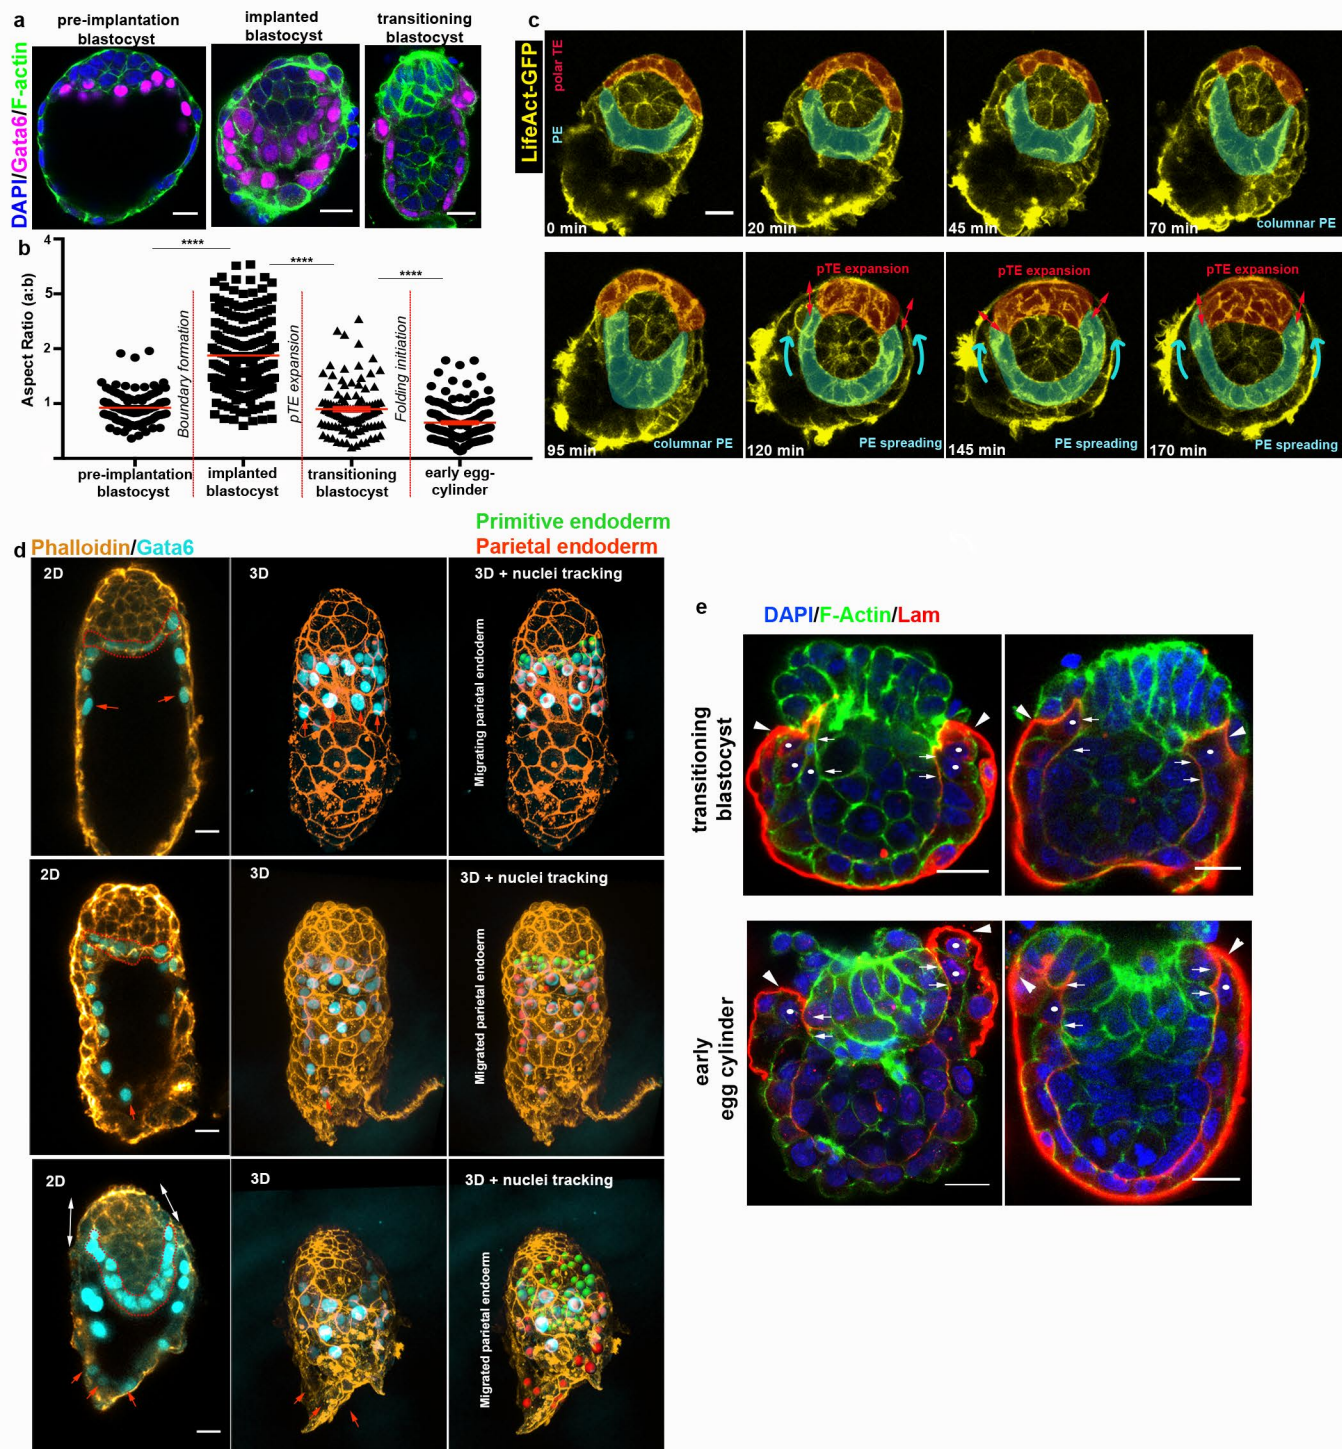 a
pre-implantation
blastocyst
implanted
blastocyst
transitioning
blastocyst
DAPI/Gata6/F-actin
b
Aspect Ratio (a:b)
4
5
2
1
****
****
****
Boundary formation
pTE expansion
Folding initiation
pre-implantation
blastocyst
implanted
blastocyst
transitioning
blastocyst
early egg-
cylinder
c
LifeAct-GFP
polar TE
PE
0 min
20 min
45 min
70 min
columnar PE
95 min
columnar PE
pTE expansion
120 min
PE spreading
pTE expansion
145 min
PE spreading
pTE expansion
170 min
PE spreading
d
Phalloidin/Gata6
Primitive endoderm
Parietal endoderm
2D
3D
3D + nuclei tracking
Migrating parietal endoderm
2D
3D
3D + nuclei tracking
Migrated parietal endoerm
2D
3D
3D + nuclei tracking
Migrated parietal endoerm
e
DAPI/F-Actin/Lam
transitioning
blastocyst
early
egg cylinder